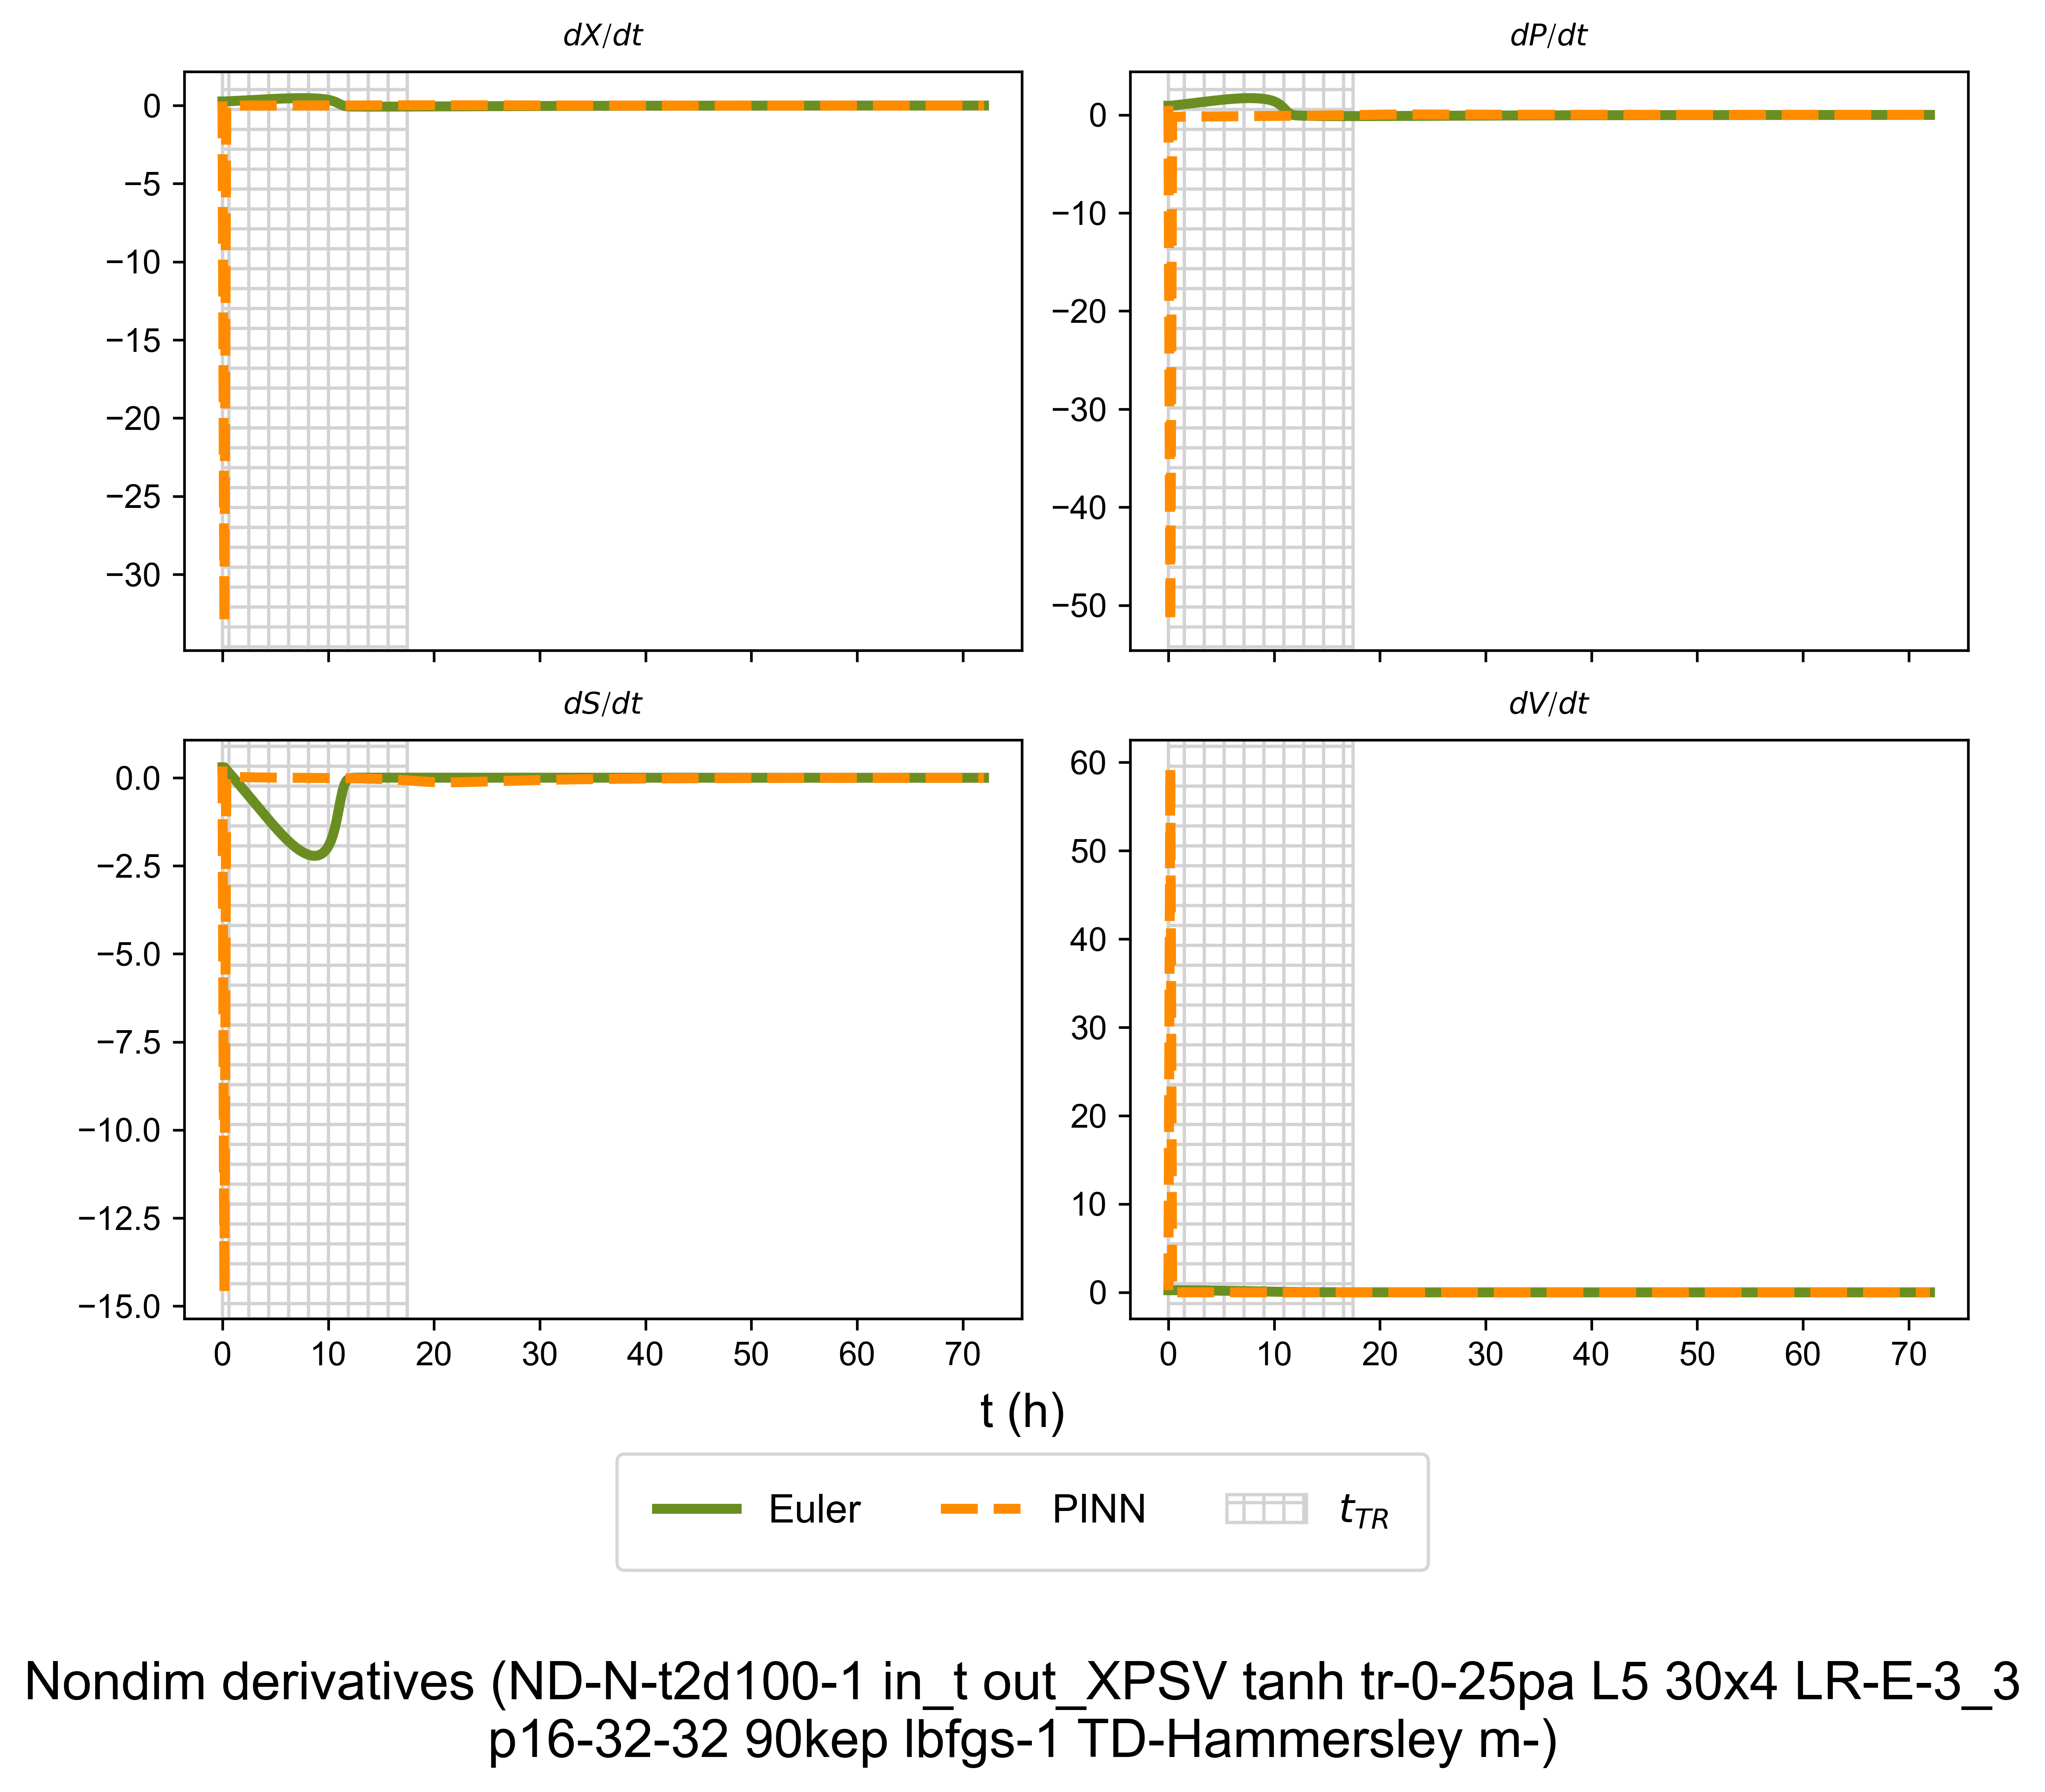 dX/dt
dP/dt
0
−5
−10
−15
−20
−25
−30
0
−10
−20
−30
−40
−50
dS/dt
dV/dt
0.0
−2.5
−5.0
−7.5
−10.0
−12.5
−15.0
60
50
40
30
20
10
0
0 10 20 30 40 50 60 70
0 10 20 30 40 50 60 70
t (h)
Euler PINN t_TR
Nondim derivatives (ND-N-t2d100-1 in_t out_XPSV tanh tr-0-25pa L5 30x4 LR-E-3_3
p16-32-32 90kep lbfgs-1 TD-Hammersley m-)